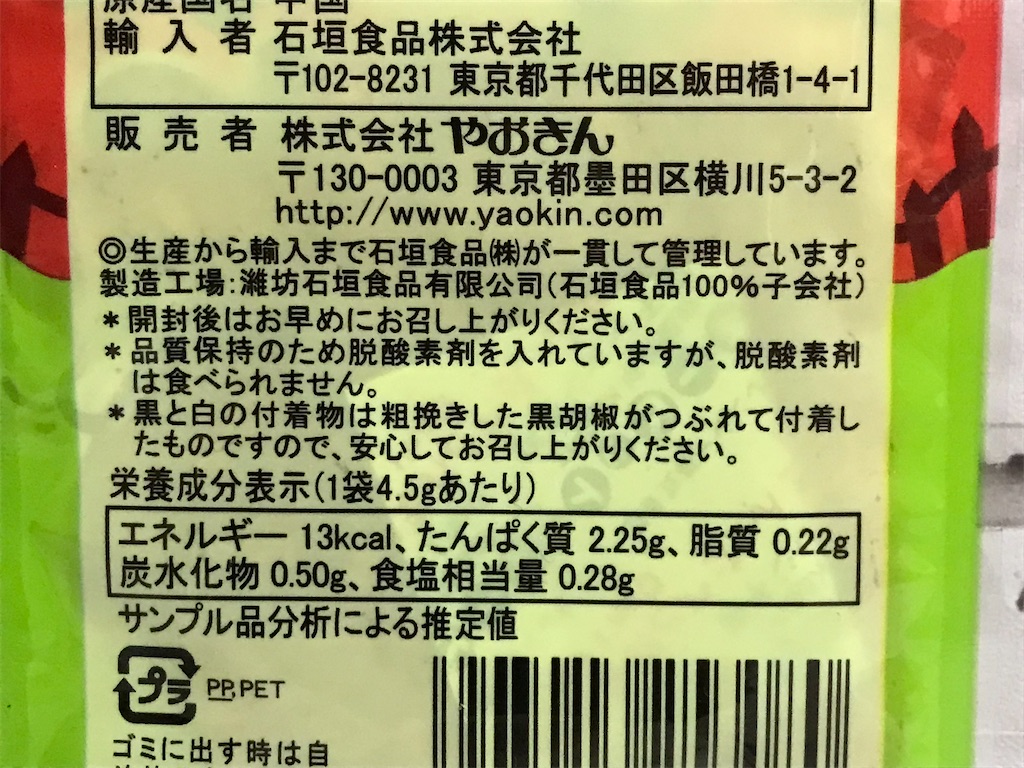 原産国名 中国
輸入者 石垣食品株式会社
〒102-8231 東京都千代田区飯田橋1-4-1
販売者 株式会社やおきん
〒130-0003 東京都墨田区横川5-3-2
http://www.yaokin.com
◎生産から輸入まで石垣食品㈱が一貫して管理しています。
製造工場:濰坊石垣食品有限公司(石垣食品100%子会社)
*開封後はお早めにお召し上がりください。
*品質保持のため脱酸素剤を入れていますが、脱酸素剤
は食べられません。
*黒と白の付着物は粗挽きした黒胡椒がつぶれて付着し
たものですので、安心してお召し上がりください。
栄養成分表示(1袋4.5gあたり)
エネルギー 13kcal、たんぱく質 2.25g、脂質 0.22g
炭水化物 0.50g、食塩相当量 0.28g
サンプル品分析による推定値
プラ PP,PET
ゴミに出す時は自